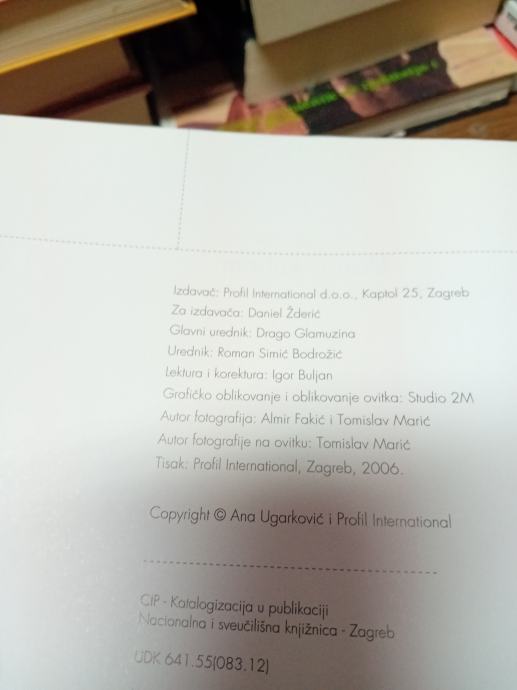 Izdavač: Profil International d.o.o., Kaptol 25, Zagreb
Za izdavača: Daniel Žderić
Glavni urednik: Drago Glamuzina
Urednik: Roman Simić Bodrožić
Lektura i korektura: Igor Buljan
Grafičko oblikovanje i oblikovanje ovitka: Studio 2M
Autor fotografija: Almir Fakić i Tomislav Marić
Autor fotografije na ovitku: Tomislav Marić
Tisak: Profil International, Zagreb, 2006.
Copyright © Ana Ugarković i Profil International
CIP - Katalogizacija u publikaciji
Nacionalna i sveučilišna knjižnica - Zagreb
UDK 641.55(083.12)